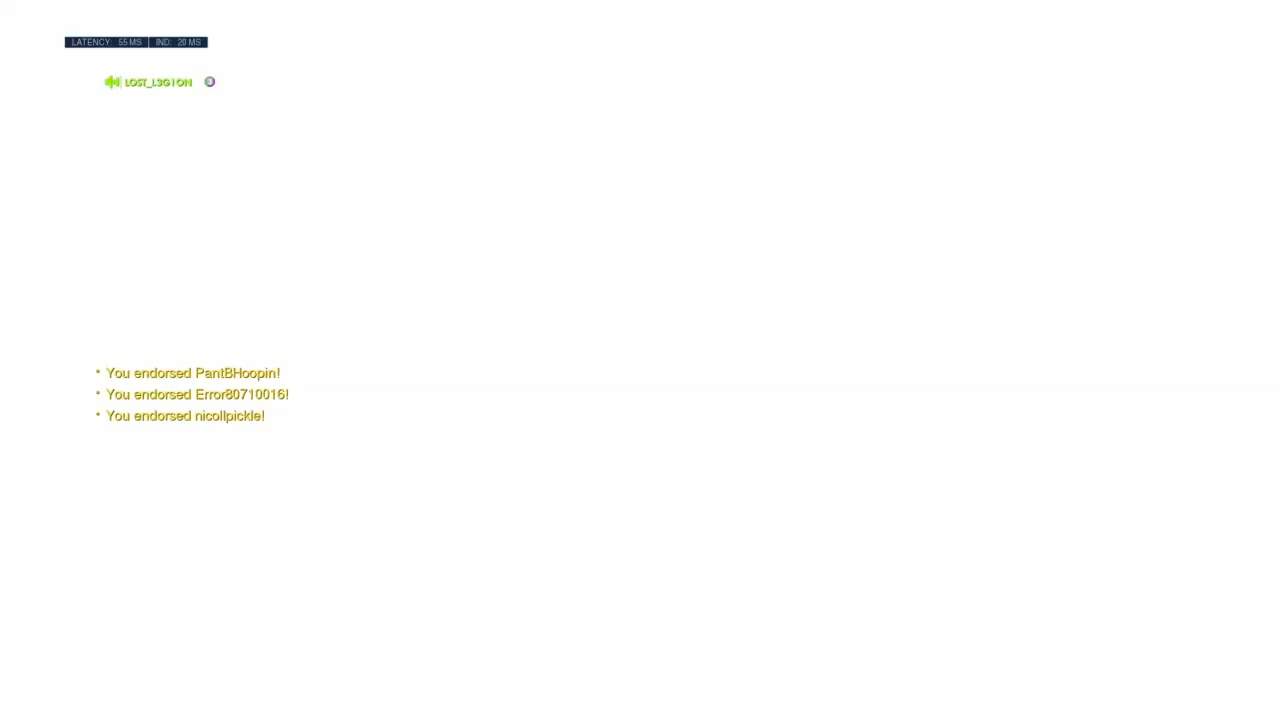 LATENCY: 55 MS | IND: 20 MS
LOST_L3G1ON
• You endorsed PantBHoopin!
• You endorsed Error80710016!
• You endorsed nicollpickle!